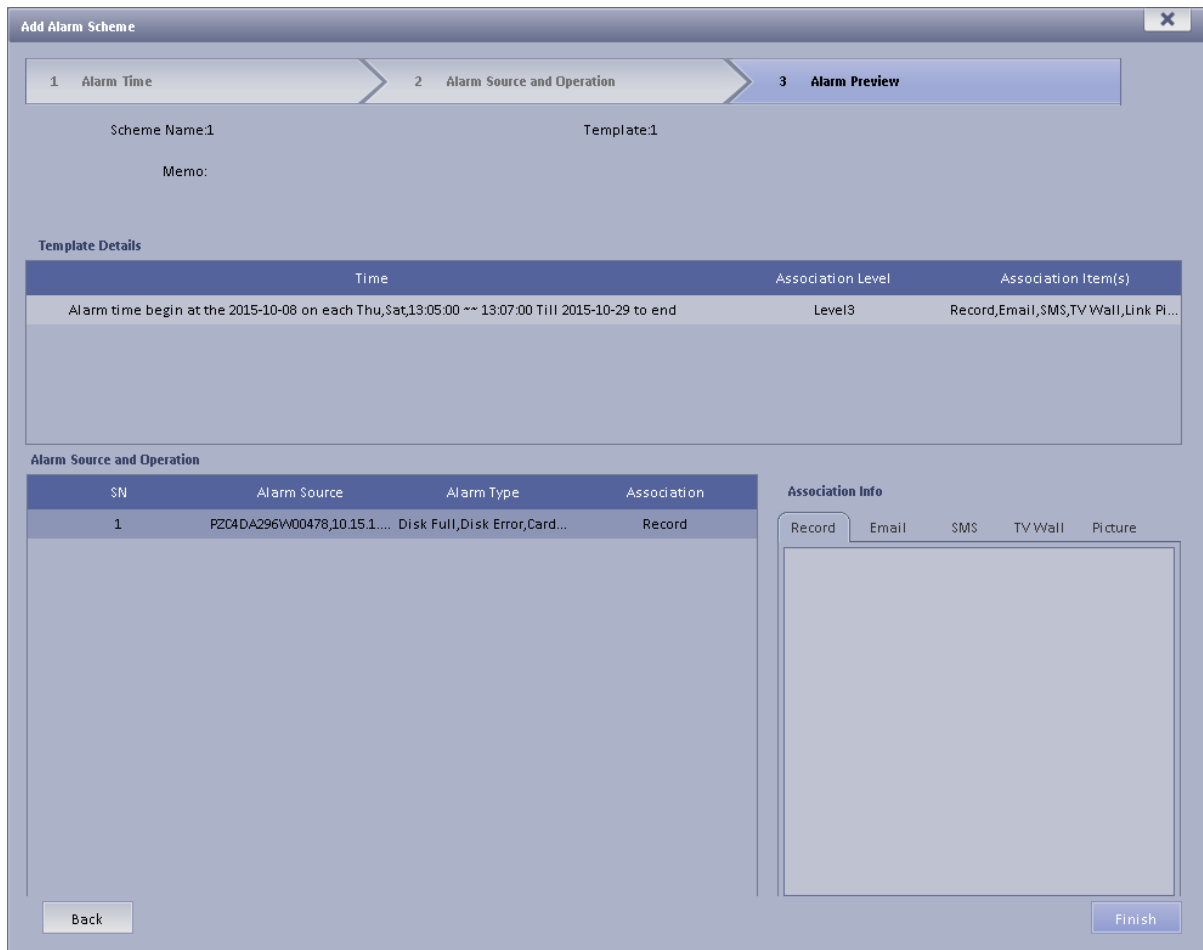 Add Alarm Scheme
1 Alarm Time 2 Alarm Source and Operation 3 Alarm Preview
Scheme Name:1 Template:1
Memo:
Template Details
Time Association Level Association Item(s)
Alarm time begin at the 2015-10-08 on each Thu,Sat,13:05:00 ~~ 13:07:00 Till 2015-10-29 to end Level3 Record,Email,SMS,TV Wall,Link Pi...
Alarm Source and Operation
SN Alarm Source Alarm Type Association
Association Info
1 PZC4DA296W00478,10.15.1.... Disk Full,Disk Error,Card... Record
Record Email SMS TV Wall Picture
Back Finish